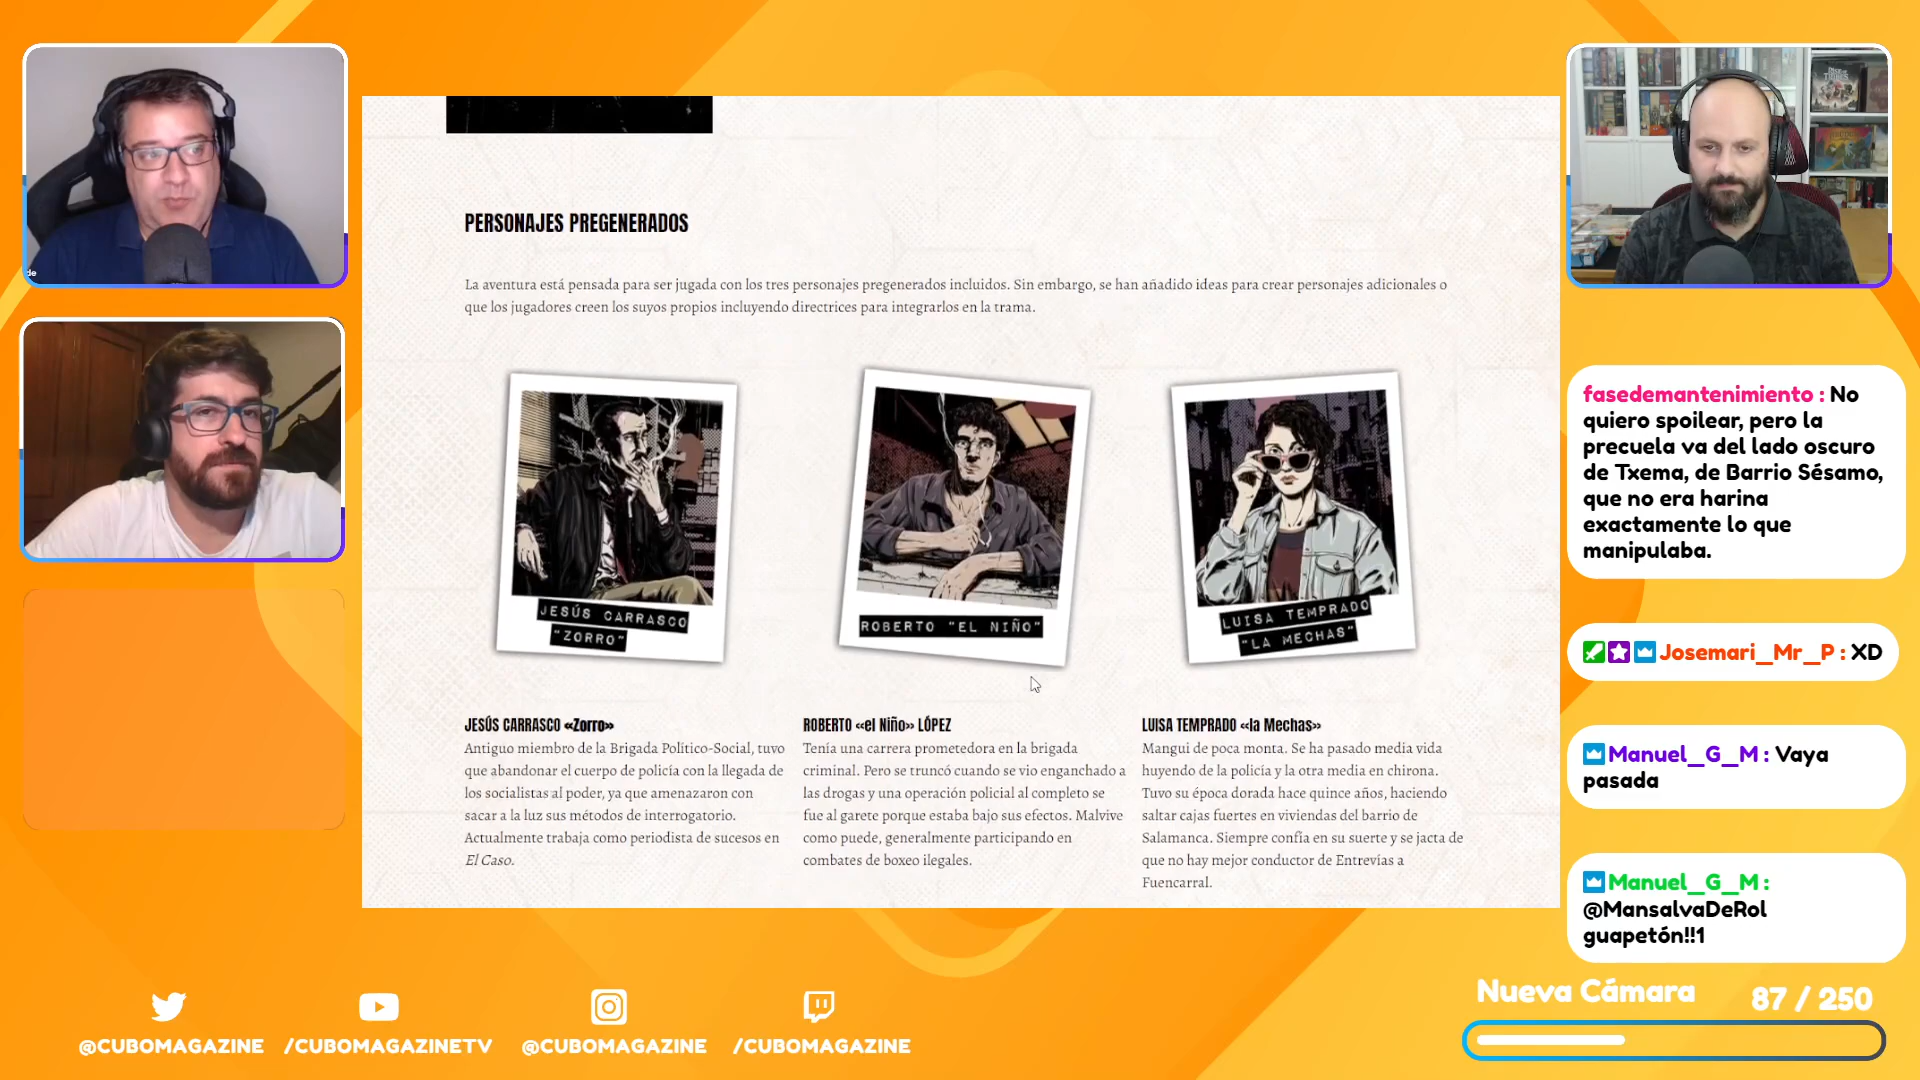 de
PERSONAJES PREGENERADOS
La aventura está pensada para ser jugada con los tres personajes pregenerados incluidos. Sin embargo, se han añadido ideas para crear personajes adicionales o
que los jugadores creen los suyos propios incluyendo directrices para integrarlos en la trama.
JESÚS CARRASCO
"ZORRO"
ROBERTO "EL NIÑO"
LUISA TEMPRADO
"LA MECHAS"
JESÚS CARRASCO «Zorro»
Antiguo miembro de la Brigada Político-Social, tuvo
que abandonar el cuerpo de policía con la llegada de
los socialistas al poder, ya que amenazaron con
sacar a la luz sus métodos de interrogatorio.
Actualmente trabaja como periodista de sucesos en
El Caso.
ROBERTO «el Niño» LÓPEZ
Tenía una carrera prometedora en la brigada
criminal. Pero se truncó cuando se vio enganchado a
las drogas y una operación policial al completo se
fue al garete porque estaba bajo sus efectos. Malvive
como puede, generalmente participando en
combates de boxeo ilegales.
LUISA TEMPRADO «la Mechas»
Mangui de poca monta. Se ha pasado media vida
huyendo de la policía y la otra media en chirona.
Tuvo su época dorada hace quince años, haciendo
saltar cajas fuertes en viviendas del barrio de
Salamanca. Siempre confía en su suerte y se jacta de
que no hay mejor conductor de Entrevías a
Fuencarral.
fasedemantenimiento : No
quiero spoilear, pero la
precuela va del lado oscuro
de Txema, de Barrio Sésamo,
que no era harina
exactamente lo que
manipulaba.
Josemari_Mr_P : XD
Manuel_G_M : Vaya
pasada
Manuel_G_M :
@MansalvaDeRol
guapetón!!1
Nueva Cámara 87 / 250
@CUBOMAGAZINE /CUBOMAGAZINETV @CUBOMAGAZINE /CUBOMAGAZINE